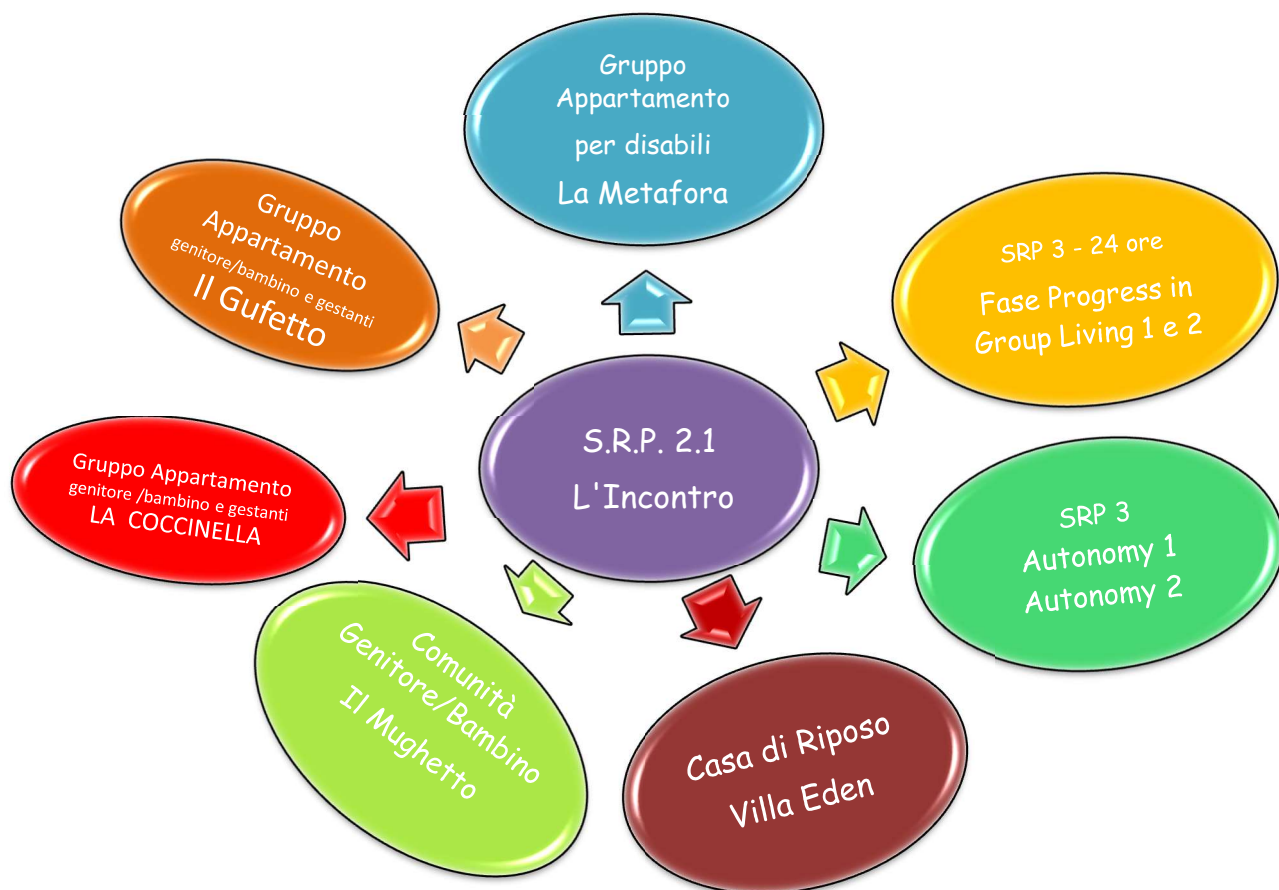 Gruppo
Appartamento
per disabili
La Metafora
SRP 3 - 24 ore
Fase Progress in
Group Living 1 e 2
SRP 3
Autonomy 1
Autonomy 2
Casa di Riposo
Villa Eden
Comunità
Genitore/Bambino
Il Mughetto
Gruppo Appartamento
genitore /bambino e gestanti
LA COCCINELLA
Gruppo
Appartamento
genitore/bambino e gestanti
Il Gufetto
S.R.P. 2.1
L'Incontro